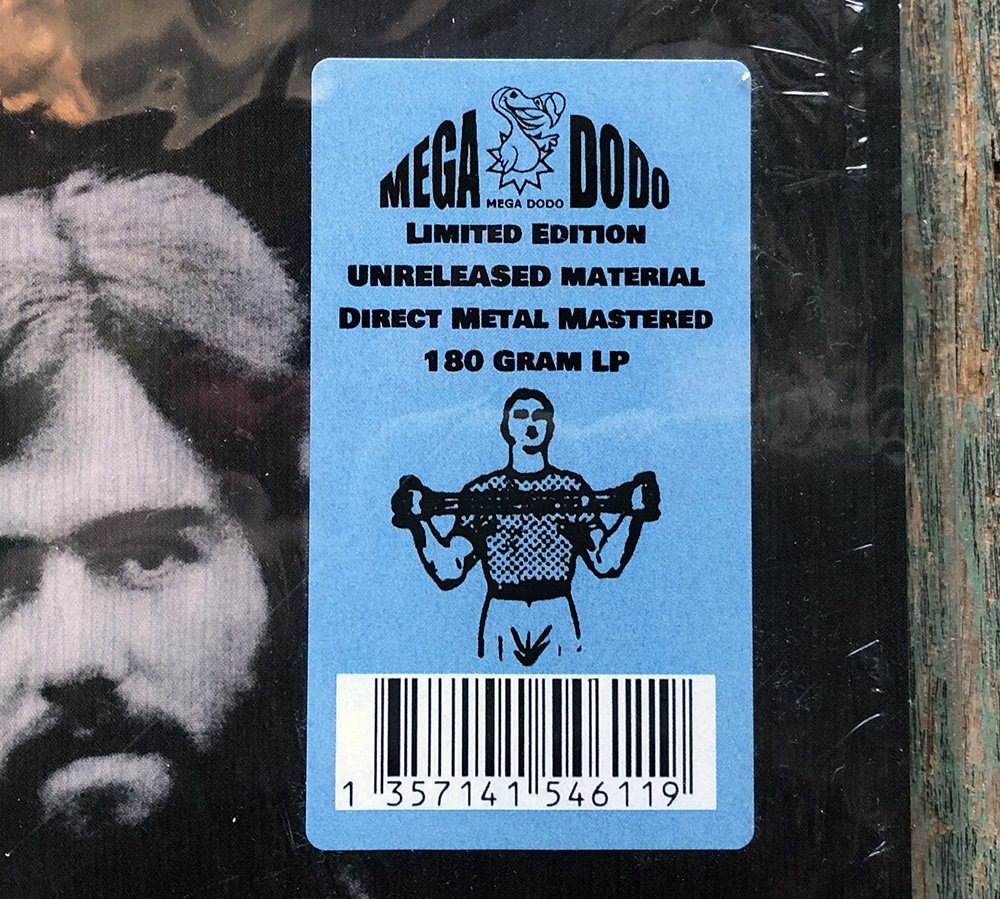 MEGA DODO
MEGA DODO
LIMITED EDITION
UNRELEASED MATERIAL
DIRECT METAL MASTERED
180 GRAM LP
1 357141 546119